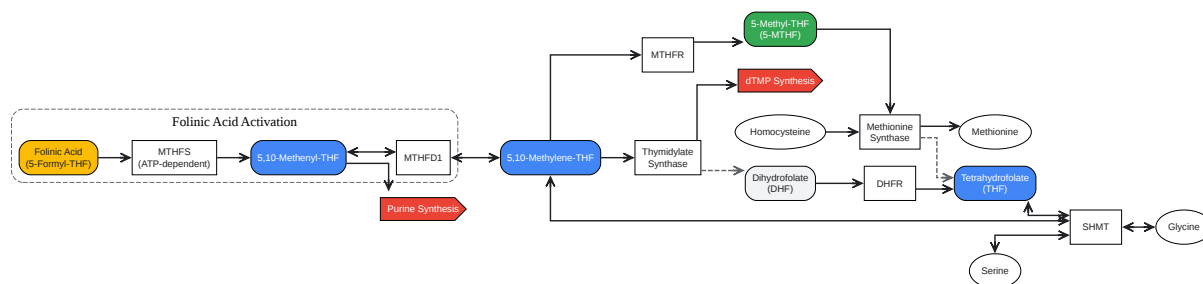 5-Methyl-THF
(5-MTHF)
MTHFR
dTMP Synthesis
Folinic Acid Activation
Homocysteine
Methionine
Synthase
Methionine
Folinic Acid
(5-Formyl-THF)
MTHFS
(ATP-dependent)
5,10-Methenyl-THF
MTHFD1
5,10-Methylene-THF
Thymidylate
Synthase
Dihydrofolate
(DHF)
DHFR
Tetrahydrofolate
(THF)
Purine Synthesis
SHMT
Glycine
Serine